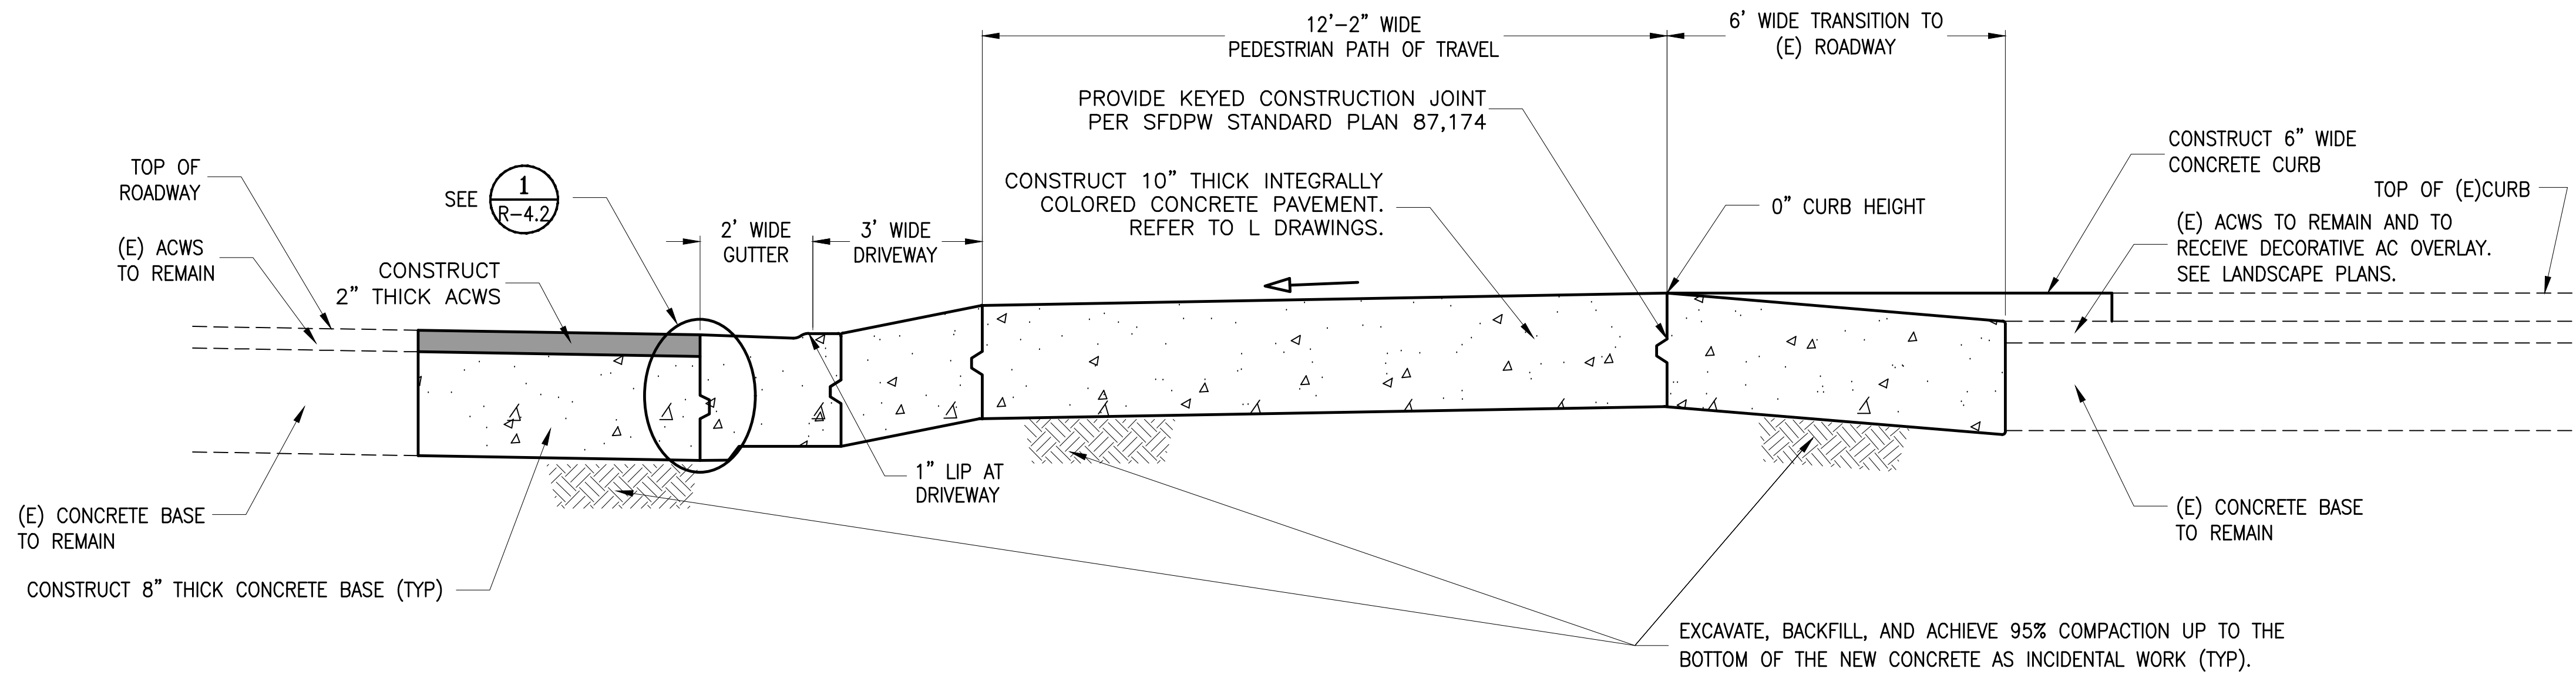 12'-2" WIDE
PEDESTRIAN PATH OF TRAVEL
6' WIDE TRANSITION TO
(E) ROADWAY
PROVIDE KEYED CONSTRUCTION JOINT
PER SFDPW STANDARD PLAN 87,174
CONSTRUCT 6" WIDE
CONCRETE CURB
TOP OF
ROADWAY
SEE
1
R-4.2
CONSTRUCT 10" THICK INTEGRALLY
COLORED CONCRETE PAVEMENT.
REFER TO L DRAWINGS.
0" CURB HEIGHT
TOP OF (E)CURB
(E) ACWS
TO REMAIN
2' WIDE
GUTTER
3' WIDE
DRIVEWAY
(E) ACWS TO REMAIN AND TO
RECEIVE DECORATIVE AC OVERLAY.
SEE LANDSCAPE PLANS.
CONSTRUCT
2" THICK ACWS
1" LIP AT
DRIVEWAY
(E) CONCRETE BASE
TO REMAIN
(E) CONCRETE BASE
TO REMAIN
CONSTRUCT 8" THICK CONCRETE BASE (TYP)
EXCAVATE, BACKFILL, AND ACHIEVE 95% COMPACTION UP TO THE
BOTTOM OF THE NEW CONCRETE AS INCIDENTAL WORK (TYP).